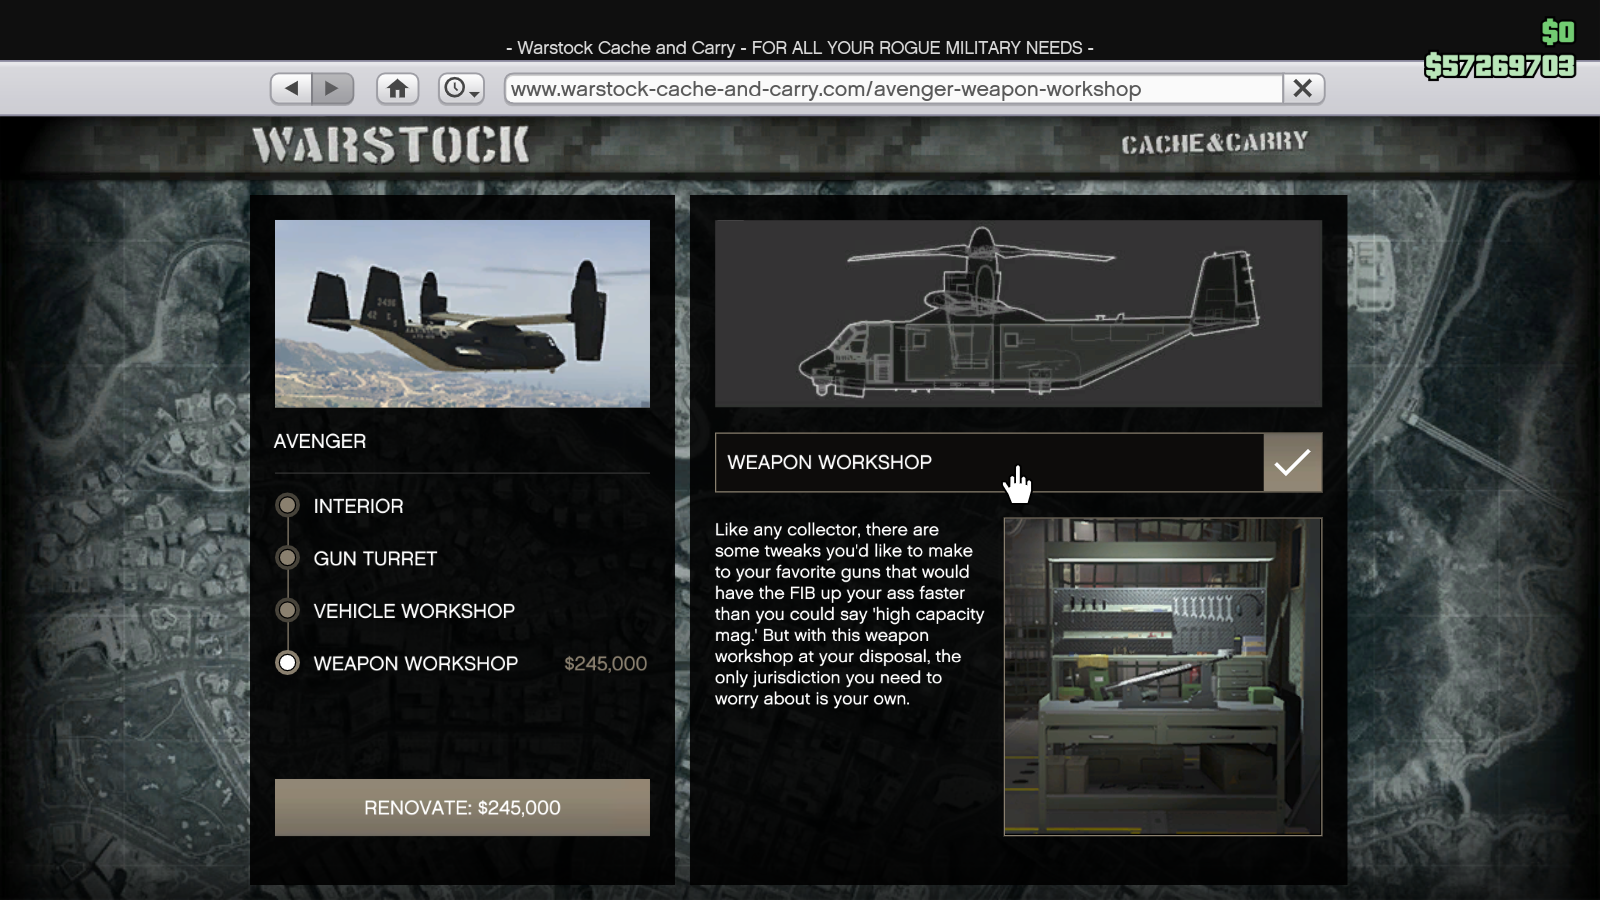 - Warstock Cache and Carry - FOR ALL YOUR ROGUE MILITARY NEEDS -
$0
$57269703
www.warstock-cache-and-carry.com/avenger-weapon-workshop
WARSTOCK
CACHE&CARRY
AVENGER
INTERIOR
GUN TURRET
VEHICLE WORKSHOP
WEAPON WORKSHOP $245,000
RENOVATE: $245,000
WEAPON WORKSHOP
Like any collector, there are
some tweaks you'd like to make
to your favorite guns that would
have the FIB up your ass faster
than you could say 'high capacity
mag.' But with this weapon
workshop at your disposal, the
only jurisdiction you need to
worry about is your own.